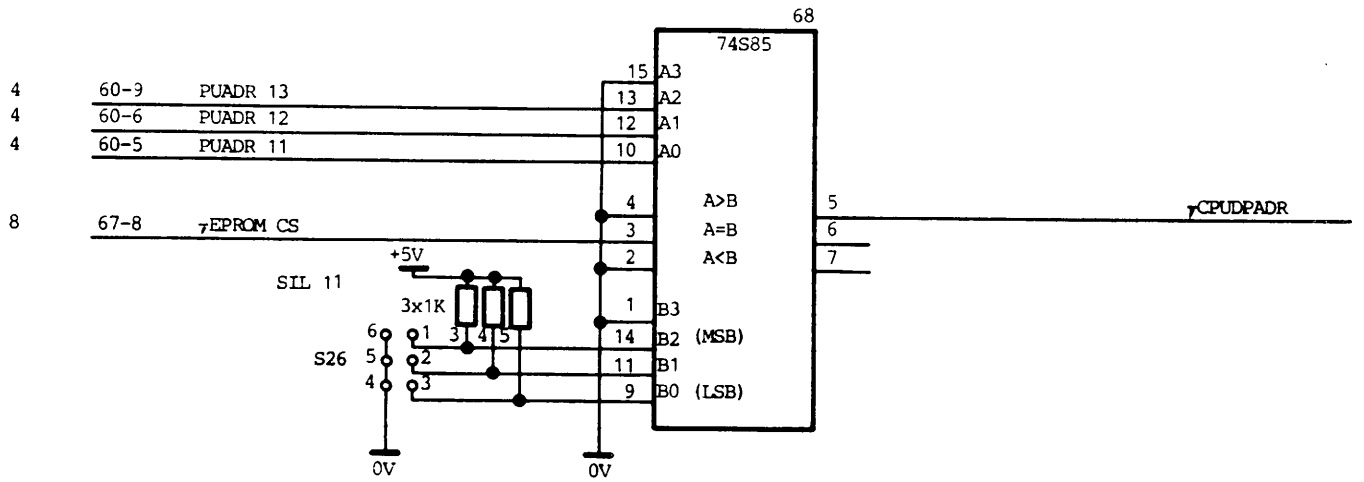 68
74S85
15 A3
4 60-9 PUADR 13 13 A2
4 60-6 PUADR 12 12 A1
4 60-5 PUADR 11 10 A0
4 A>B 5 ┐CPUDPADR
8 67-8 ┐EPROM CS 3 A=B 6
2 A<B 7
+5V
SIL 11
3x1K
1 B3
6 1 3 4 5 14 B2 (MSB)
S26 5 2 11 B1
4 3 9 B0 (LSB)
0V 0V